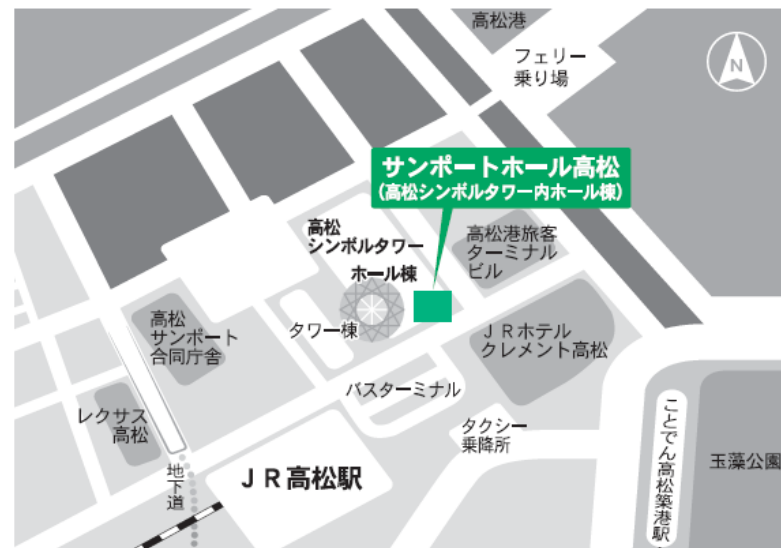 高松港
フェリー
乗り場
N
サンポートホール高松
(高松シンボルタワー内ホール棟)
高松
シンボルタワー
ホール棟
高松港旅客
ターミナル
ビル
高松
サンポート
合同庁舎
タワー棟
JRホテル
クレメント高松
バスターミナル
レクサス
高松
タクシー
乗降所
ことでん高松築港駅
玉藻公園
地下道
JR高松駅